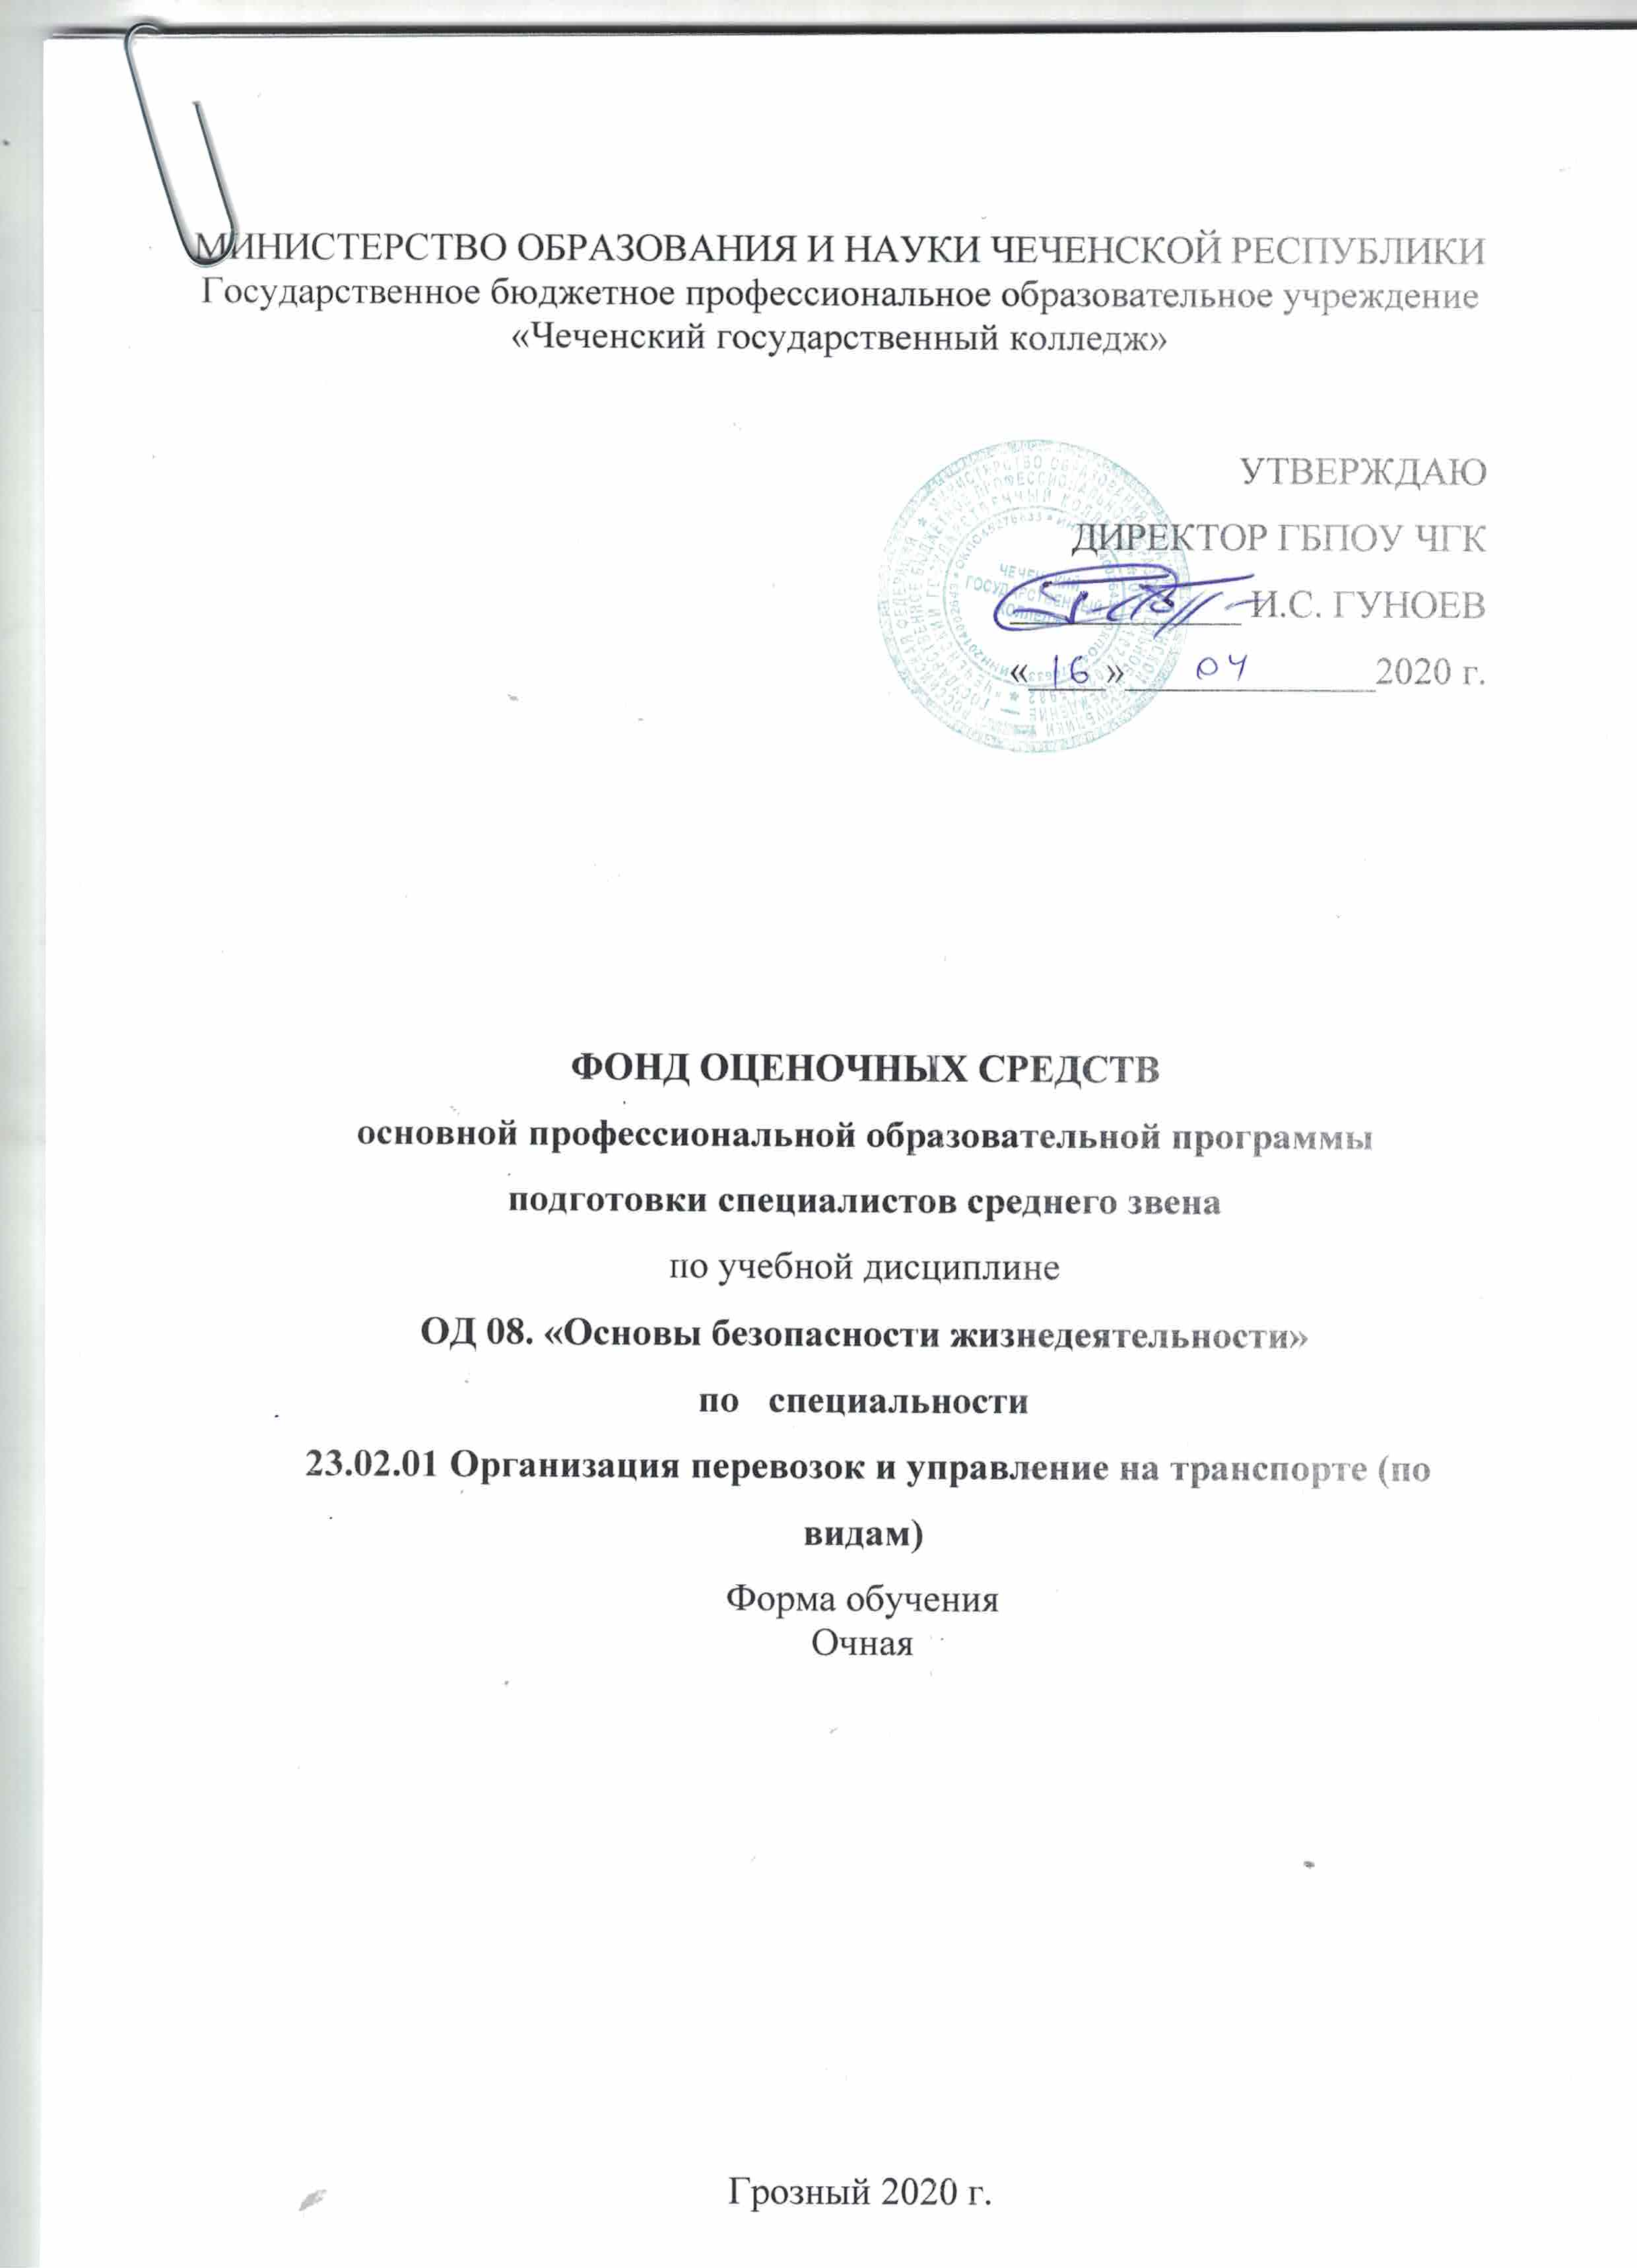 МИНИСТЕРСТВО ОБРАЗОВАНИЯ И НАУКИ ЧЕЧЕНСКОЙ РЕСПУБЛИКИ
Государственное бюджетное профессиональное образовательное учреждение
«Чеченский государственный колледж»
УТВЕРЖДАЮ
ДИРЕКТОР ГБПОУ ЧГК
И.С. ГУНОЕВ
« 16 » 04 2020 г.
ЧЕЧЕНСКИЙ
ГОСУДАРСТВЕННЫЙ
КОЛЛЕДЖ
ФОНД ОЦЕНОЧНЫХ СРЕДСТВ
основной профессиональной образовательной программы
подготовки специалистов среднего звена
по учебной дисциплине
ОД 08. «Основы безопасности жизнедеятельности»
по специальности
23.02.01 Организация перевозок и управление на транспорте (по
видам)
Форма обучения
Очная
Грозный 2020 г.